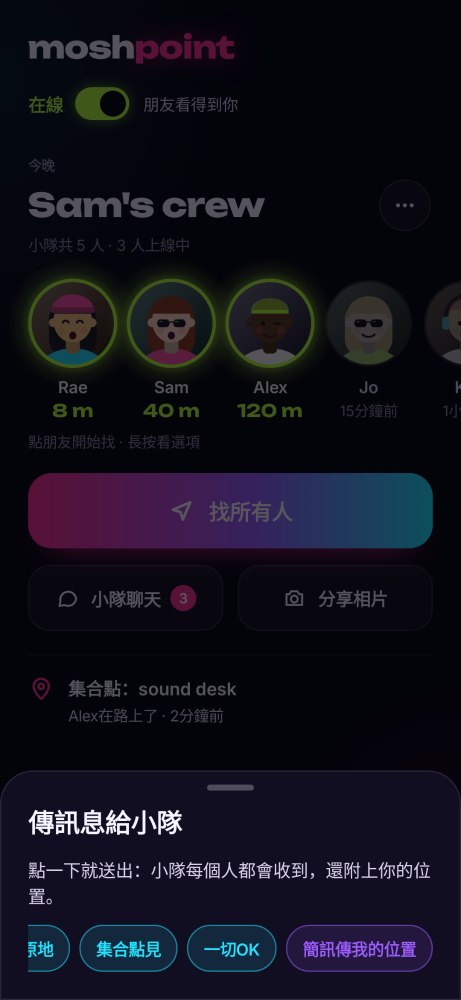 moshpoint
在線 朋友看得到你
今晚
Sam's crew
小隊共 5 人 · 3 人上線中
Rae Sam Alex Jo
8 m 40 m 120 m 15分鐘前
點朋友開始找 · 長按看選項
找所有人
小隊聊天 3 分享相片
集合點：sound desk
Alex在路上了 · 2分鐘前
傳訊息給小隊
點一下就送出：小隊每個人都會收到，還附上你的位
置。
原地 集合點見 一切OK 簡訊傳我的位置